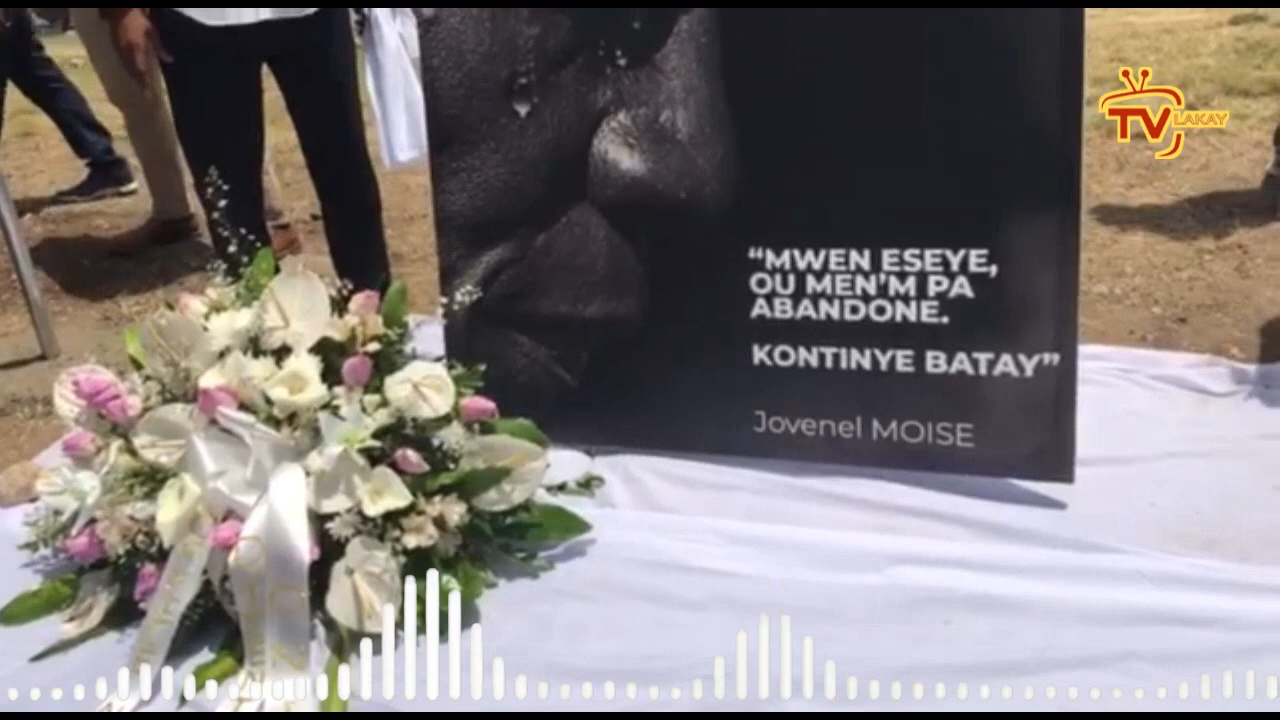 TV LAKAY
“MWEN ESEYE,
OU MEN’M PA
ABANDONE.
KONTINYE BATAY”
Jovenel MOISE